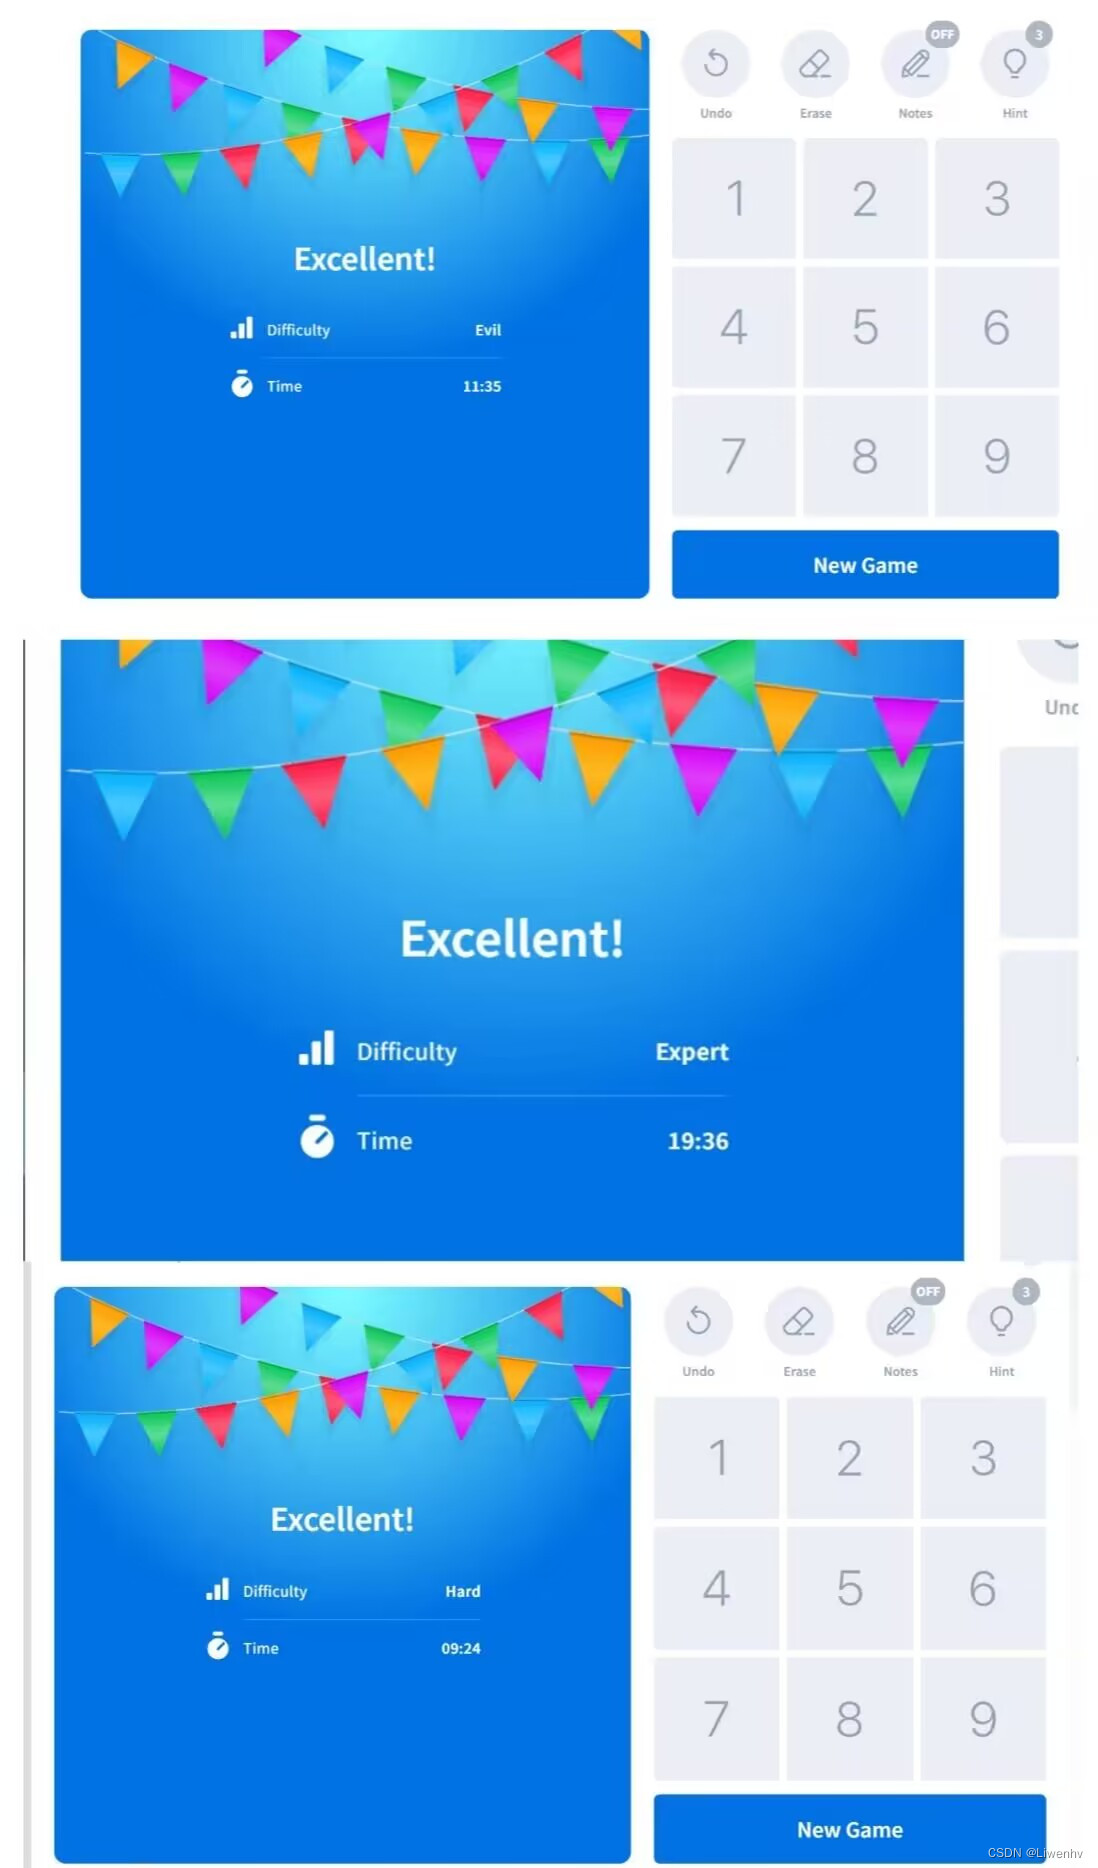 OFF
3
Undo
Erase
Notes
Hint
1 2 3
4 5 6
7 8 9
New Game
Excellent!
Difficulty Evil
Time 11:35
Excellent!
Difficulty Expert
Time 19:36
OFF
3
Undo
Erase
Notes
Hint
1 2 3
4 5 6
7 8 9
New Game
Excellent!
Difficulty Hard
Time 09:24
CSDN @Liwenhv